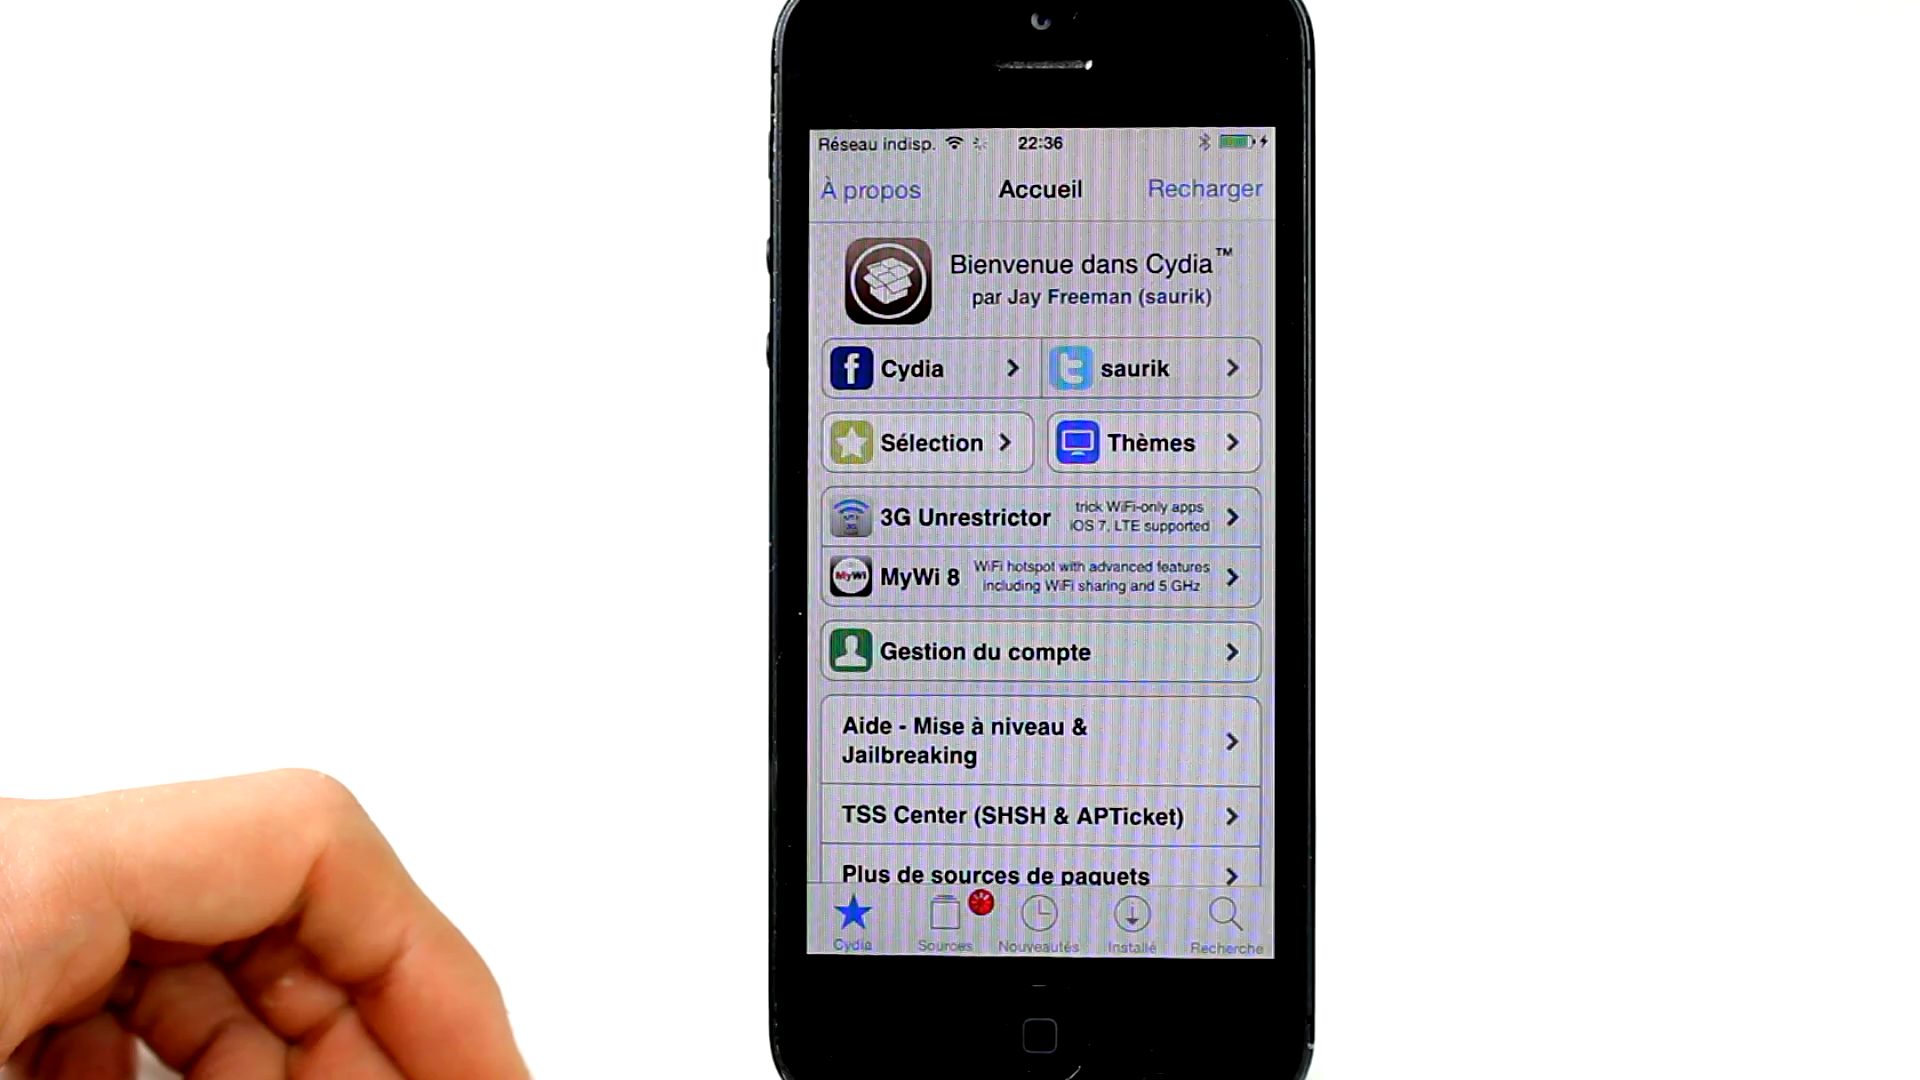 Réseau indisp. 22:36
À propos Accueil Recharger
Bienvenue dans Cydia™
par Jay Freeman (saurik)
Cydia saurik
Sélection Thèmes
3G Unrestrictor trick WiFi-only apps
iOS 7, LTE supported
MyWi MyWi 8 WiFi hotspot with advanced features
including WiFi sharing and 5 GHz
Gestion du compte
Aide - Mise à niveau &
Jailbreaking
TSS Center (SHSH & APTicket)
Plus de sources de paquets
Cydia Sources Nouveautés Installé Recherche